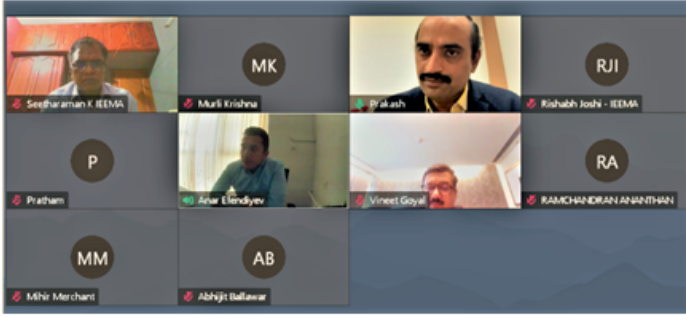 Seetharaman K IEEMA
MK
Murli Krishna
Prakash
RJI
Rishabh Joshi - IEEMA
P
Pratham
Anar Efendiyev
Vineet Goyal
RA
RAMCHANDRAN ANANTHAN
MM
Mihir Merchant
AB
Abhijit Ballawar